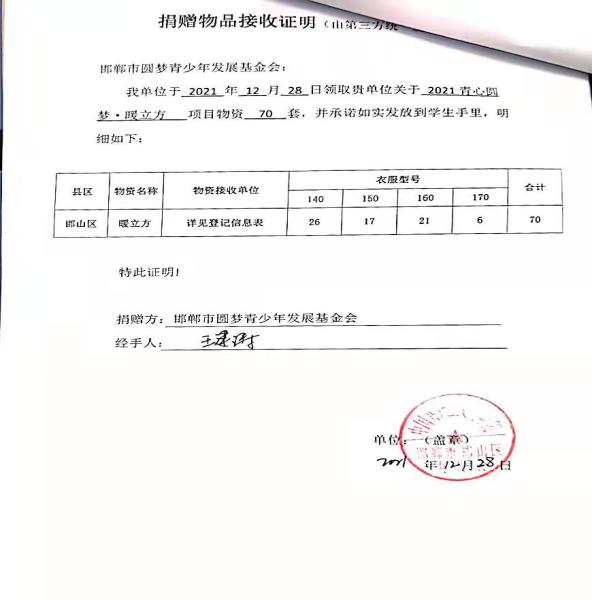 捐赠物品接收证明（由第三方统一
邯郸市圆梦青少年发展基金会：
我单位于 2021 年 12 月 28 日领取贵单位关于 2021 青心圆
梦·暖立方 项目物资 70 套，并承诺如实发放到学生手里，明
细如下：
县区 物资名称 物资接收单位 衣服型号 合计
140 150 160 170
邯山区 暖立方 详见登记信息表 26 17 21 6 70
特此证明!
捐赠方：邯郸市圆梦青少年发展基金会
经手人：
单位：（盖章）
2021 年12月28日